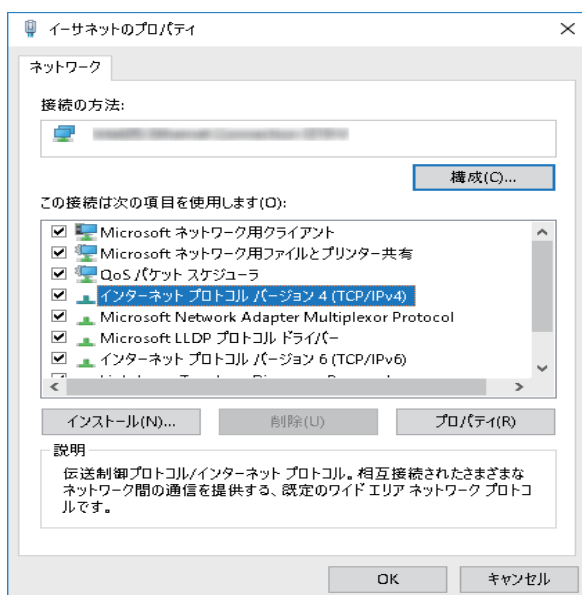 イーサネットのプロパティ
ネットワーク
接続の方法:
構成(C)...
この接続は次の項目を使用します(O):
Microsoft ネットワーク用クライアント
Microsoft ネットワーク用ファイルとプリンター共有
QoS パケット スケジューラ
インターネット プロトコル バージョン 4 (TCP/IPv4)
Microsoft Network Adapter Multiplexor Protocol
Microsoft LLDP プロトコル ドライバー
インターネット プロトコル バージョン 6 (TCP/IPv6)
インストール(N)...
削除(U)
プロパティ(R)
説明
伝送制御プロトコル/インターネット プロトコル。相互接続されたさまざまな
ネットワーク間の通信を提供する、既定のワイド エリア ネットワーク プロトコ
ルです。
OK
キャンセル